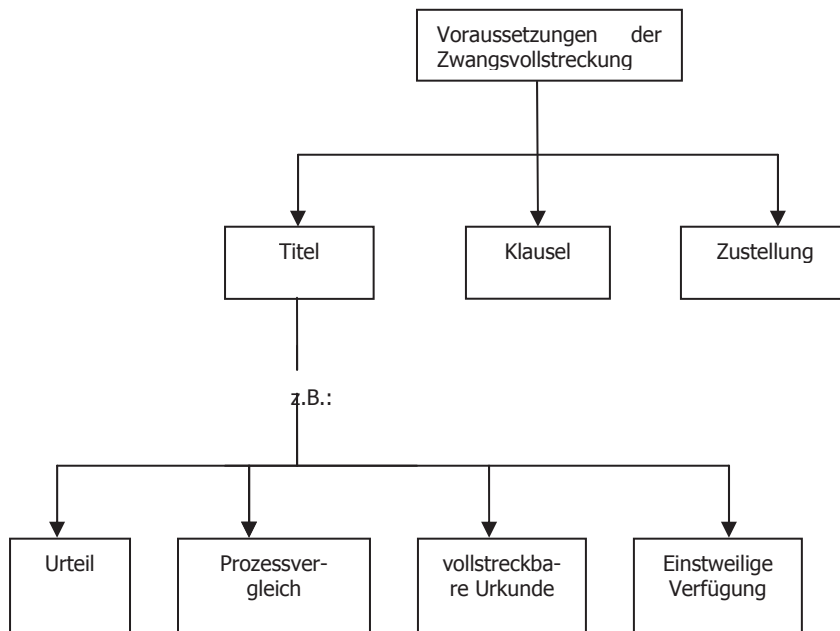 Voraussetzungen der
Zwangsvollstreckung
Titel
Klausel
Zustellung
z.B.:
Urteil
Prozessver-
gleich
vollstreckba-
re Urkunde
Einstweilige
Verfügung